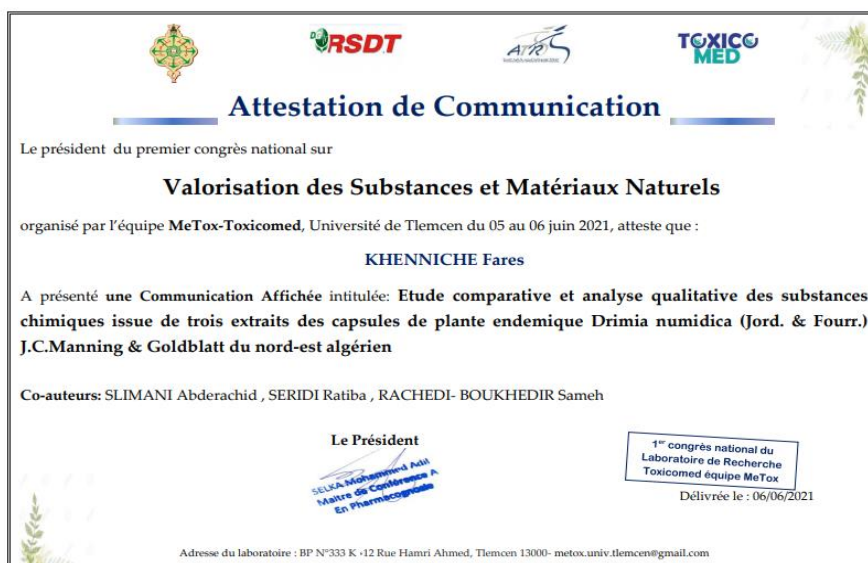 RSDT
ATRSS
TOXICO
MED
Attestation de Communication
Le président du premier congrès national sur
Valorisation des Substances et Matériaux Naturels
organisé par l'équipe MeTox-Toxicomed, Université de Tlemcen du 05 au 06 juin 2021, atteste que :
KHENNICHE Fares
A présenté une Communication Affichée intitulée: Etude comparative et analyse qualitative des substances
chimiques issue de trois extraits des capsules de plante endemique Drimia numidica (Jord. & Fourr.)
J.C.Manning & Goldblatt du nord-est algérien
Co-auteurs: SLIMANI Abderachid , SERIDI Ratiba , RACHEDI- BOUKHEDIR Sameh
Le Président
SELKA Mohammed Adil
Maitre de Conférence A
En Pharmacognosie
1er congrès national du
Laboratoire de Recherche
Toxicomed équipe MeTox
Délivrée le : 06/06/2021
Adresse du laboratoire : BP N°333 K -12 Rue Hamri Ahmed, Tlemcen 13000- metox.univ.tlemcen@gmail.com